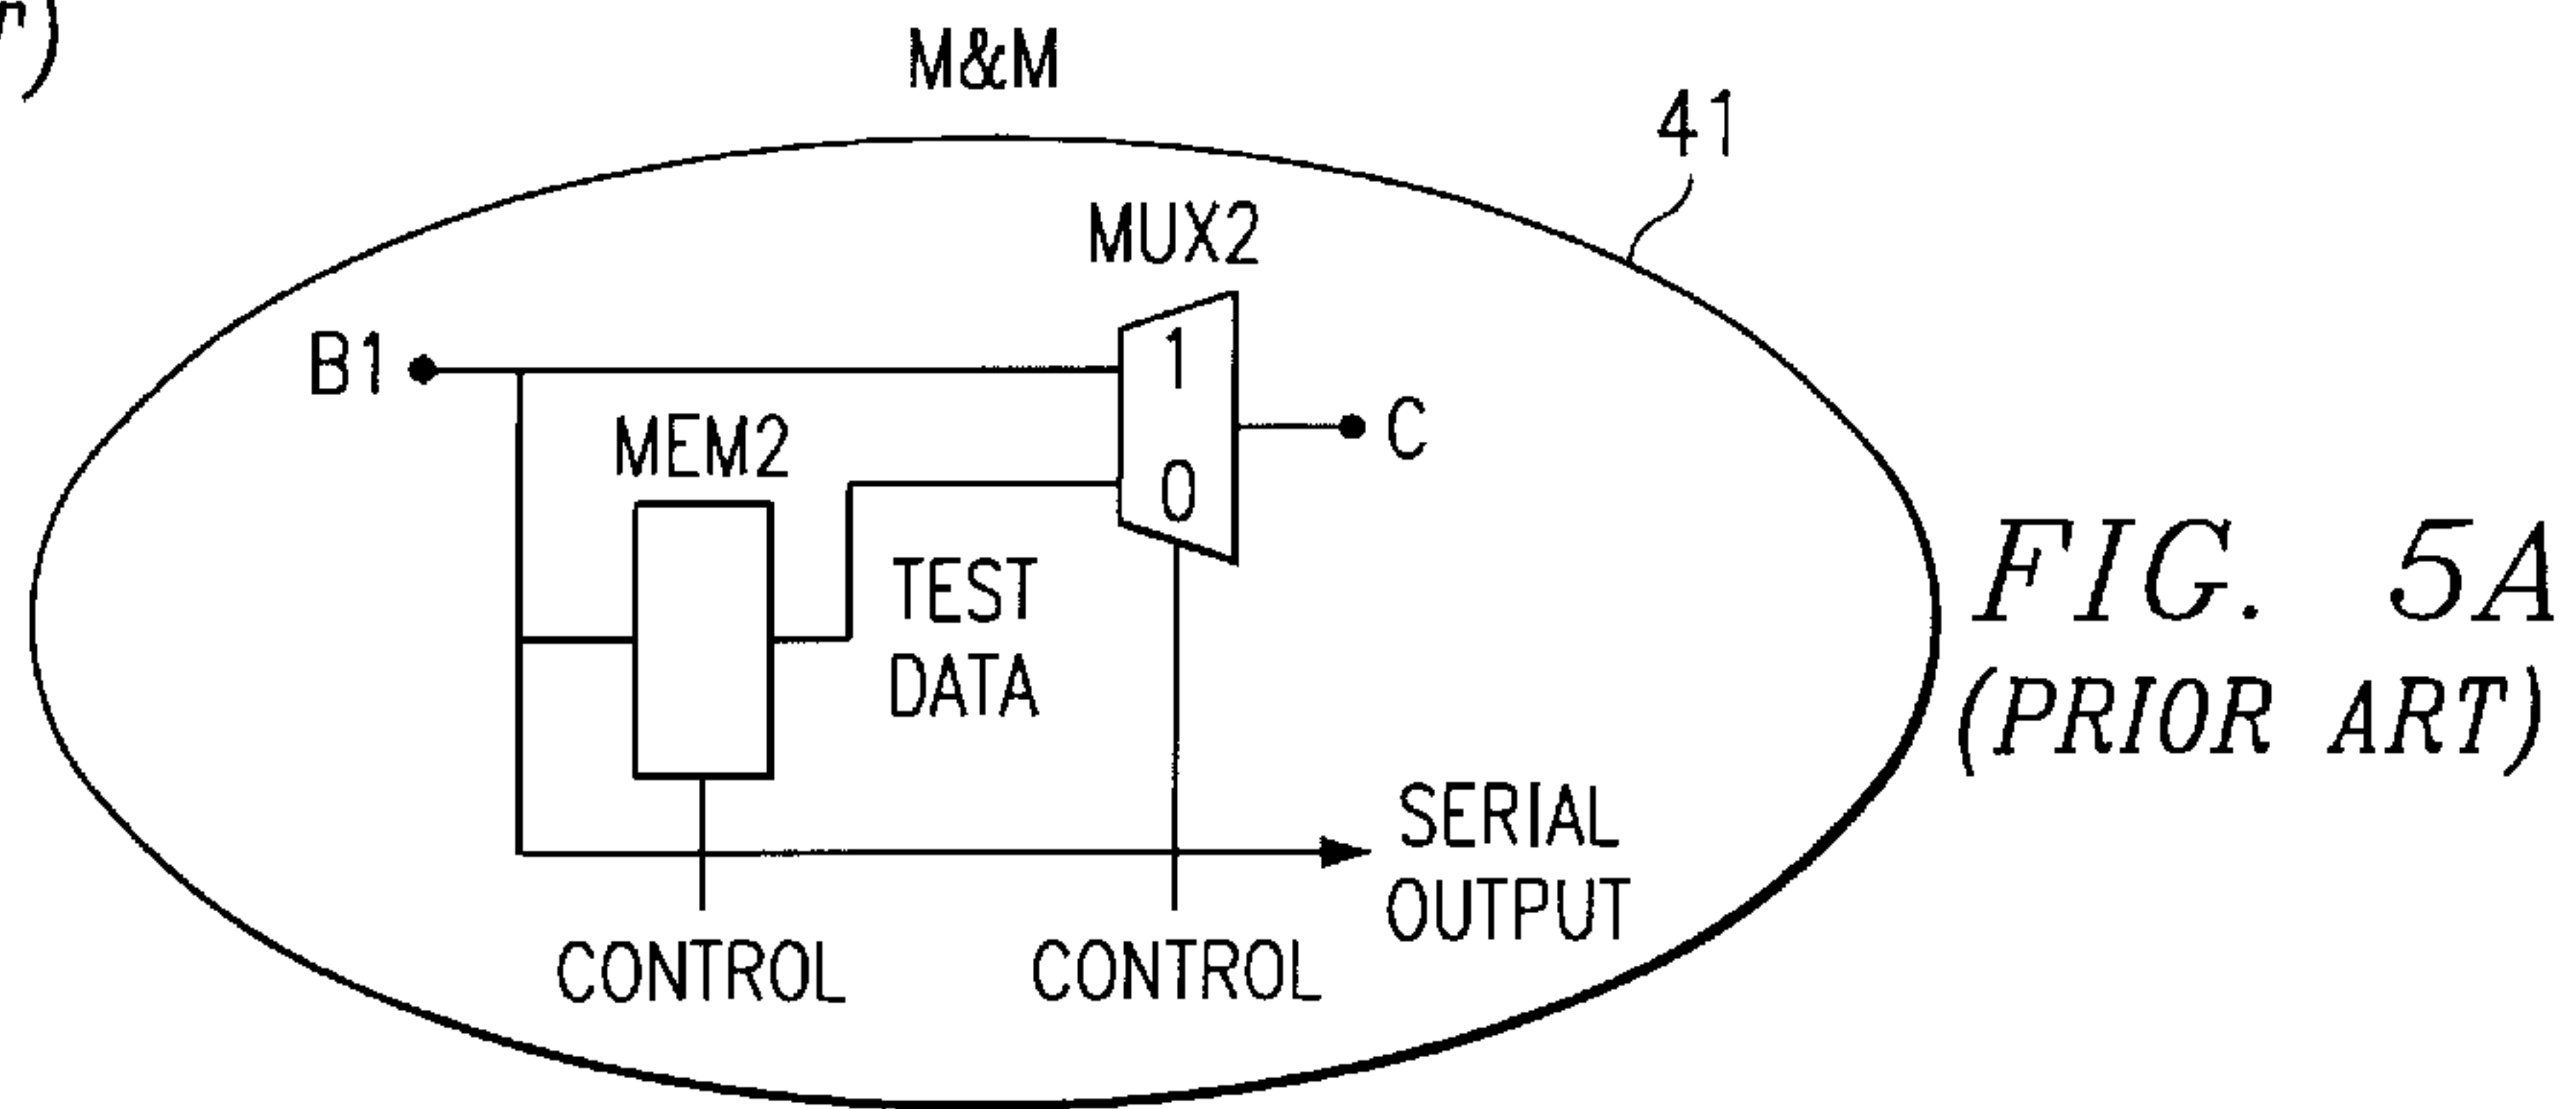 M&M
41
MUX2
B1
1
MEM2
C
0
TEST
DATA
FIG. 5A
(PRIOR ART)
SERIAL
OUTPUT
CONTROL
CONTROL